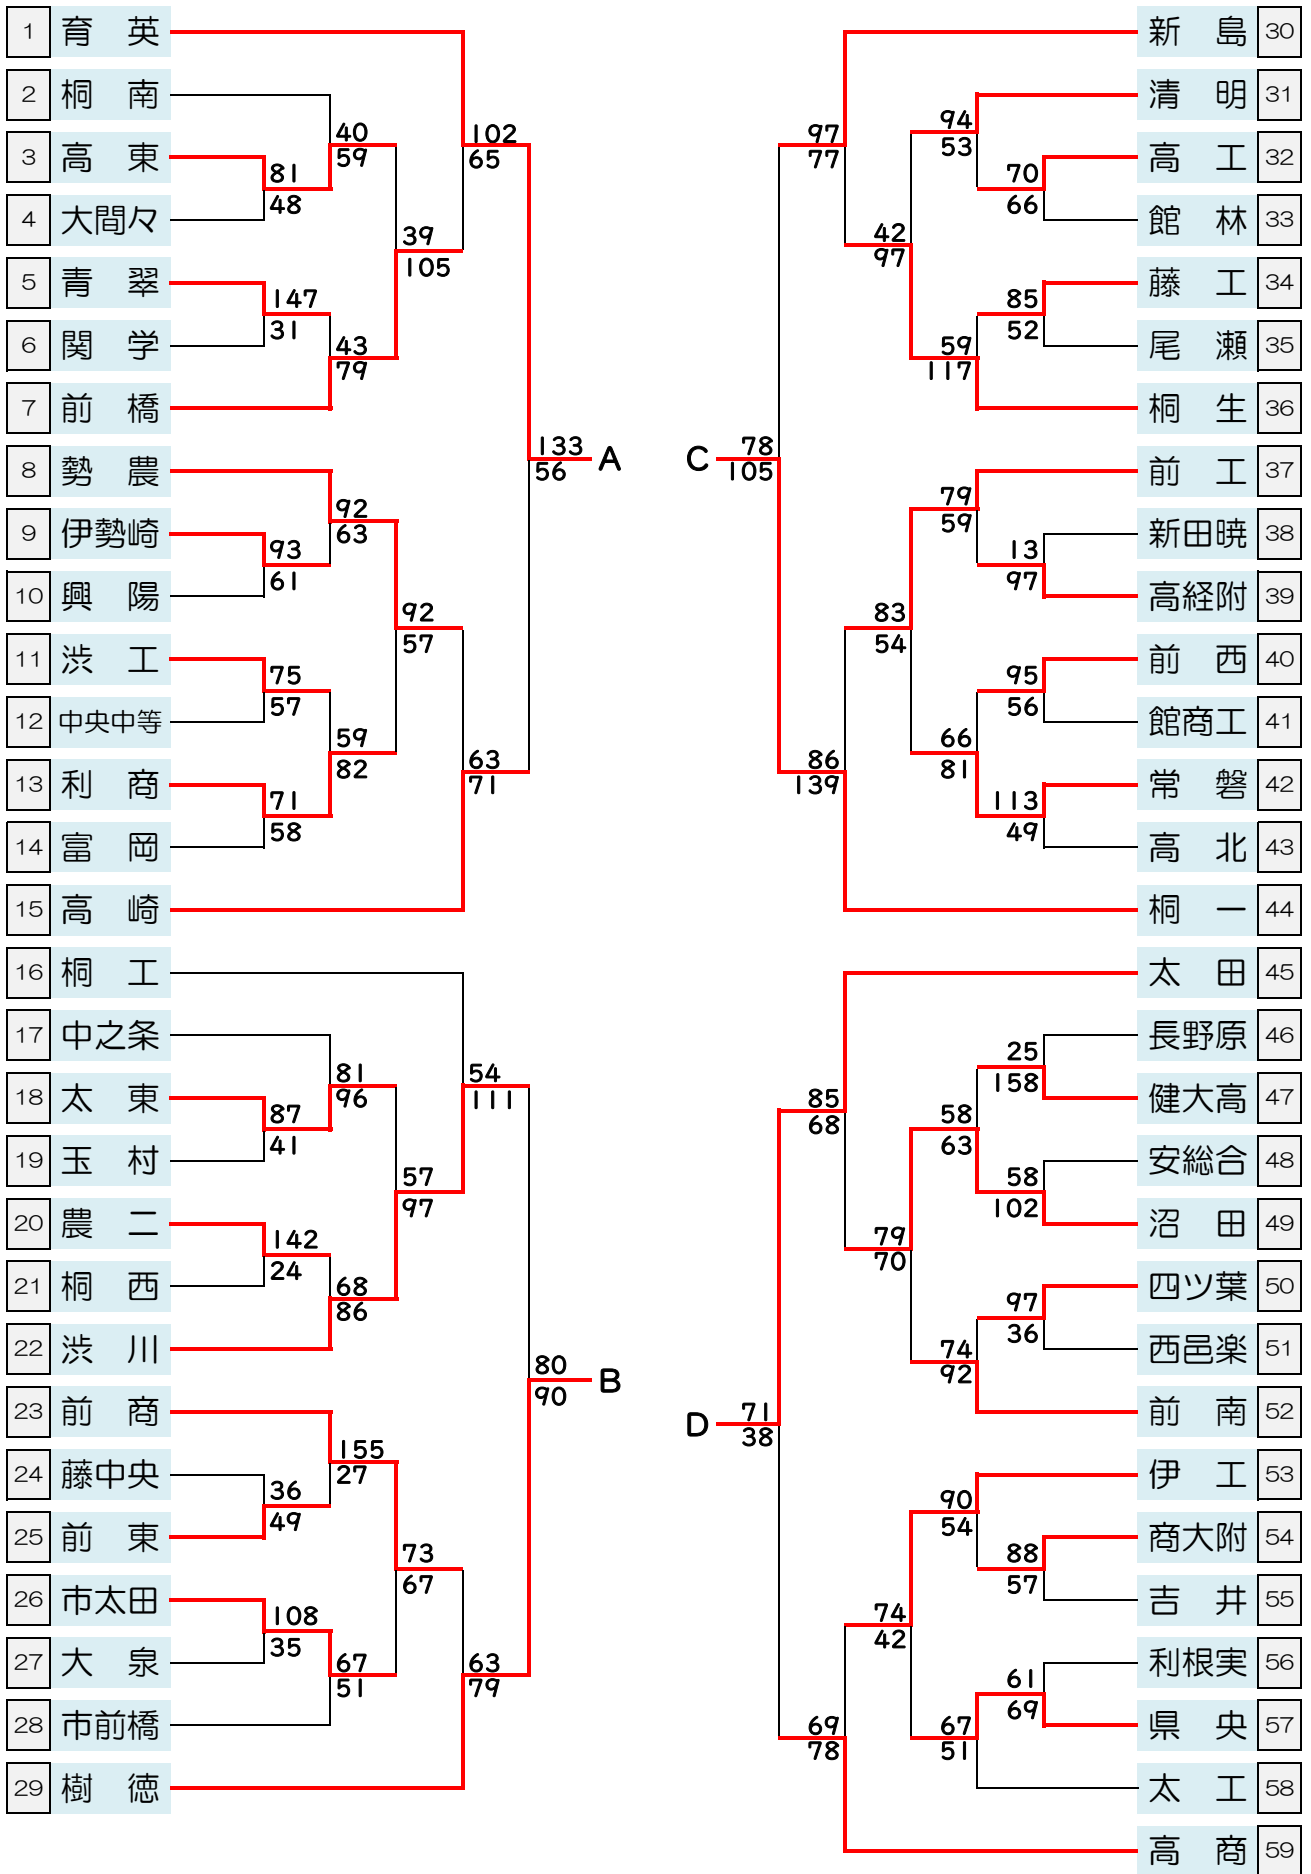 1 育英
2 桐南
3 高東
4 大間々
5 青翠
6 関学
7 前橋
8 勢農
9 伊勢崎
10 興陽
11 渋工
12 中央中等
13 利商
14 富岡
15 高崎
16 桐工
17 中之条
18 太東
19 玉村
20 農二
21 桐西
22 渋川
23 前商
24 藤中央
25 前東
26 市太田
27 大泉
28 市前橋
29 樹徳
81
48
147
31
93
61
75
57
71
58
87
41
142
24
36
49
108
35
40
59
43
79
92
63
59
82
81
96
68
86
155
27
67
51
39
105
92
57
57
97
73
67
102
65
63
71
54
111
63
79
133
56
A
80
90
B
C
78
105
D
71
38
97
77
86
139
85
68
69
78
42
97
83
54
79
70
74
42
94
53
59
117
79
59
66
81
58
63
74
92
90
54
67
51
70
66
85
52
13
97
95
56
113
49
25
158
58
102
97
36
88
57
61
69
新島 30
清明 31
高工 32
館林 33
藤工 34
尾瀬 35
桐生 36
前工 37
新田暁 38
高経附 39
前西 40
館商工 41
常磐 42
高北 43
桐一 44
太田 45
長野原 46
健大高 47
安総合 48
沼田 49
四ツ葉 50
西邑楽 51
前南 52
伊工 53
商大附 54
吉井 55
利根実 56
県央 57
太工 58
高商 59